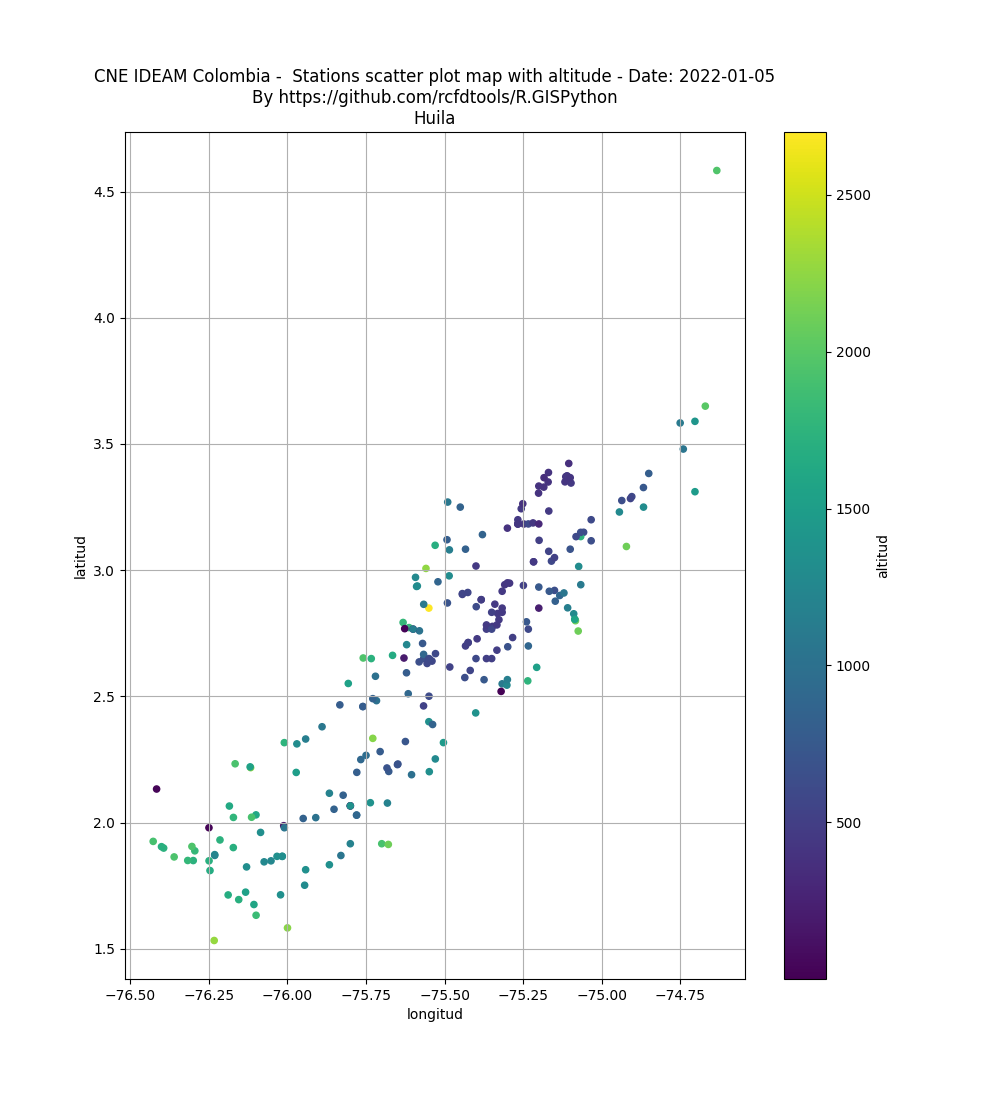 CNE IDEAM Colombia -  Stations scatter plot map with altitude - Date: 2022-01-05
By https://github.com/rcfdtools/R.GISPython
Huila
4.5
4.0
3.5
3.0
2.5
2.0
1.5
latitud
−76.50 −76.25 −76.00 −75.75 −75.50 −75.25 −75.00 −74.75
longitud
2500
2000
1500
1000
500
altitud